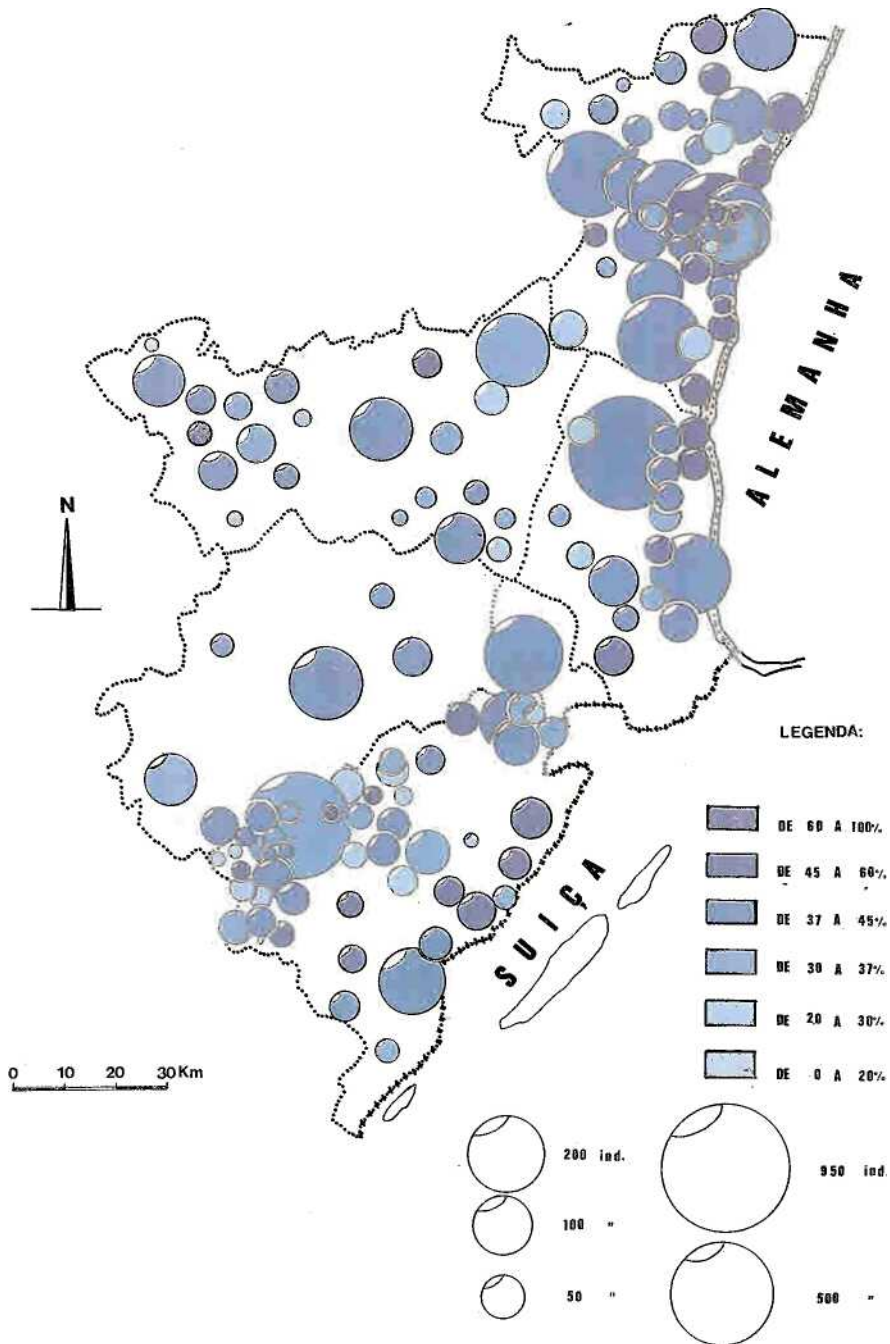 ALEMANHA
N
SUIÇA
LEGENDA:
DE 60 A 100%
DE 45 A 60%
DE 37 A 45%
DE 30 A 37%
DE 20 A 30%
DE 0 A 20%
0 10 20 30 Km
200 ind.
950 ind.
100 "
50 "
500 "